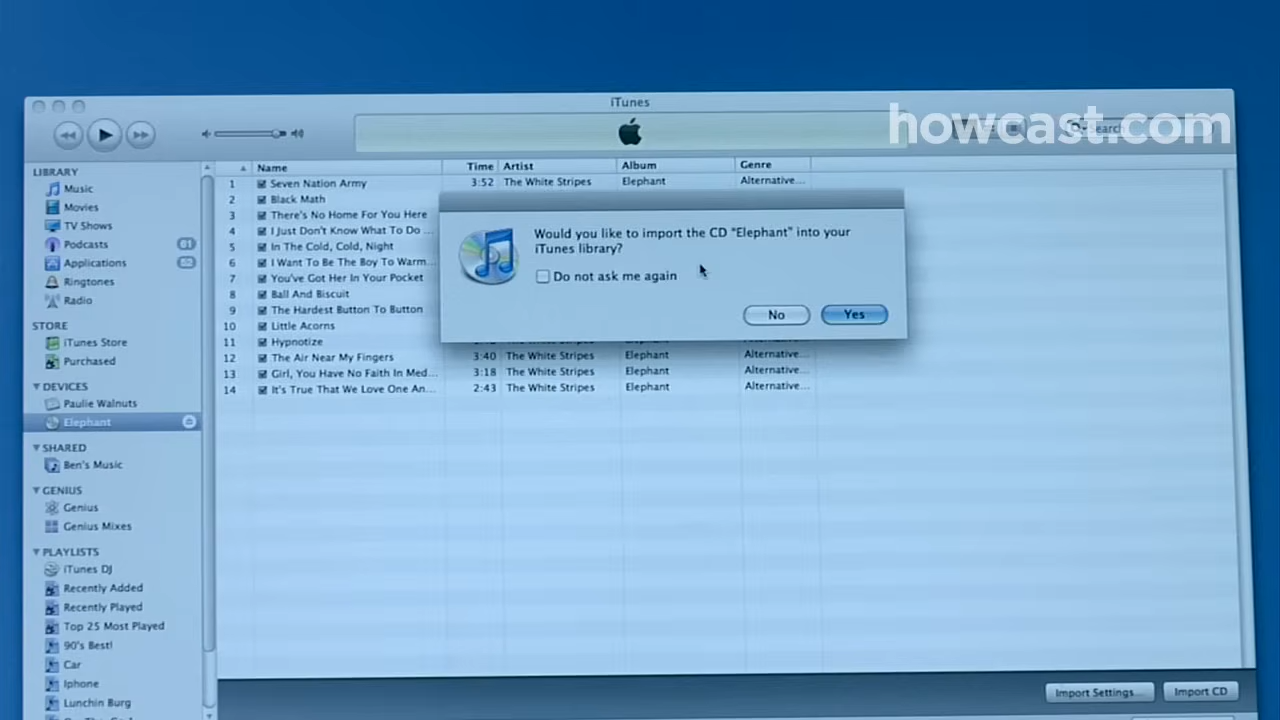 iTunes
howcast.com
Search
LIBRARY
Music
Movies
TV Shows
Podcasts
Applications
Ringtones
Radio
STORE
iTunes Store
Purchased
DEVICES
Paulie Walnuts
Elephant
SHARED
Ben's Music
GENIUS
Genius
Genius Mixes
PLAYLISTS
iTunes DJ
Recently Added
Recently Played
Top 25 Most Played
90's Best!
Car
Iphone
Lunchin Burg
Name Time Artist Album Genre
1 Seven Nation Army 3:52 The White Stripes Elephant Alternative...
2 Black Math
3 There's No Home For You Here
4 I Just Don't Know What To Do ...
5 In The Cold, Cold, Night
6 I Want To Be The Boy To Warm...
7 You've Got Her In Your Pocket
8 Ball And Biscuit
9 The Hardest Button To Button
10 Little Acorns
11 Hypnotize
12 The Air Near My Fingers 3:40 The White Stripes Elephant Alternative...
13 Girl, You Have No Faith In Med... 3:18 The White Stripes Elephant Alternative...
14 It's True That We Love One An... 2:43 The White Stripes Elephant Alternative...
Would you like to import the CD "Elephant" into your
iTunes library?
Do not ask me again
No Yes
Import Settings... Import CD